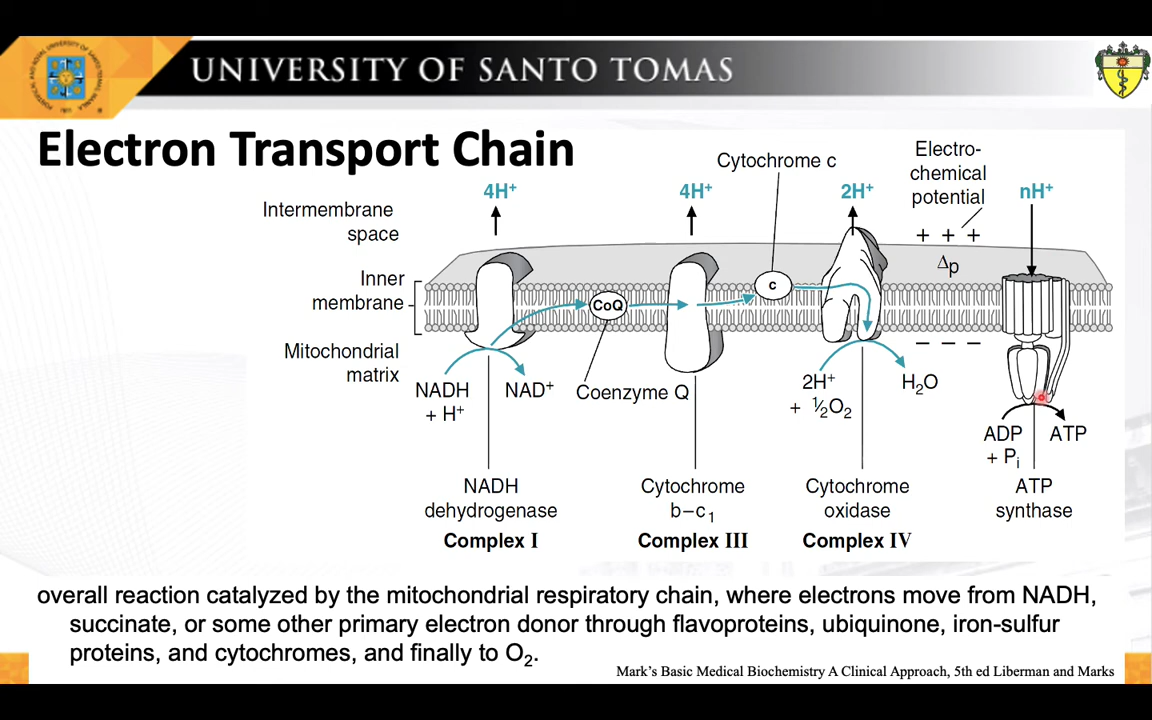 UNIVERSITY OF SANTO TOMAS
Electron Transport Chain
Cytochrome c
Electro-
chemical
potential
4H⁺
4H⁺
2H⁺
nH⁺
Intermembrane
space
+ + +
Δp
Inner
membrane
c
CoQ
Mitochondrial
matrix
– – –
NADH
+ H⁺
NAD⁺
Coenzyme Q
2H⁺
+ ½O₂
H₂O
ADP
+ Pᵢ
ATP
NADH
dehydrogenase
Complex I
Cytochrome
b–c₁
Complex III
Cytochrome
oxidase
Complex IV
ATP
synthase
overall reaction catalyzed by the mitochondrial respiratory chain, where electrons move from NADH,
succinate, or some other primary electron donor through flavoproteins, ubiquinone, iron-sulfur
proteins, and cytochromes, and finally to O₂.
Mark's Basic Medical Biochemistry A Clinical Approach, 5th ed Liberman and Marks